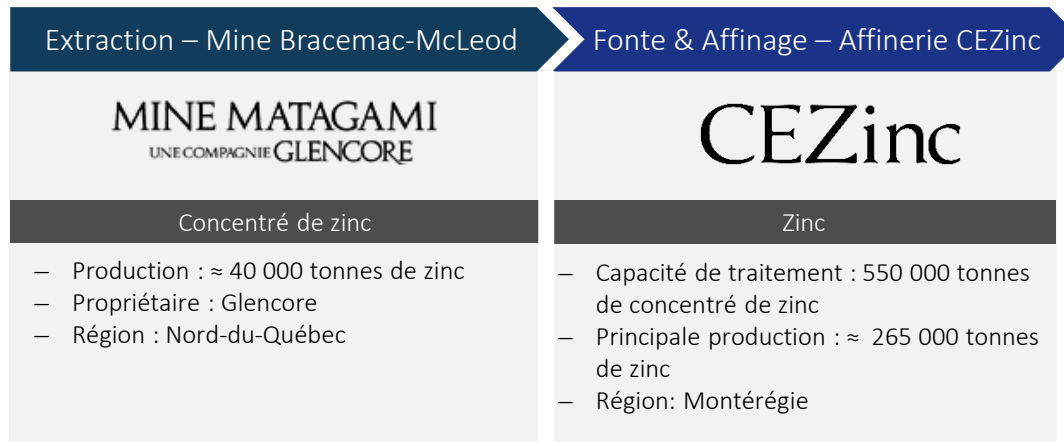 Extraction – Mine Bracemac-McLeod
MINE MATAGAMI
UNE COMPAGNIE GLENCORE
Concentré de zinc
– Production : ≈ 40 000 tonnes de zinc
– Propriétaire : Glencore
– Région : Nord-du-Québec
Fonte & Affinage – Affinerie CEZinc
CEZinc
Zinc
– Capacité de traitement : 550 000 tonnes
de concentré de zinc
– Principale production : ≈ 265 000 tonnes
de zinc
– Région: Montérégie